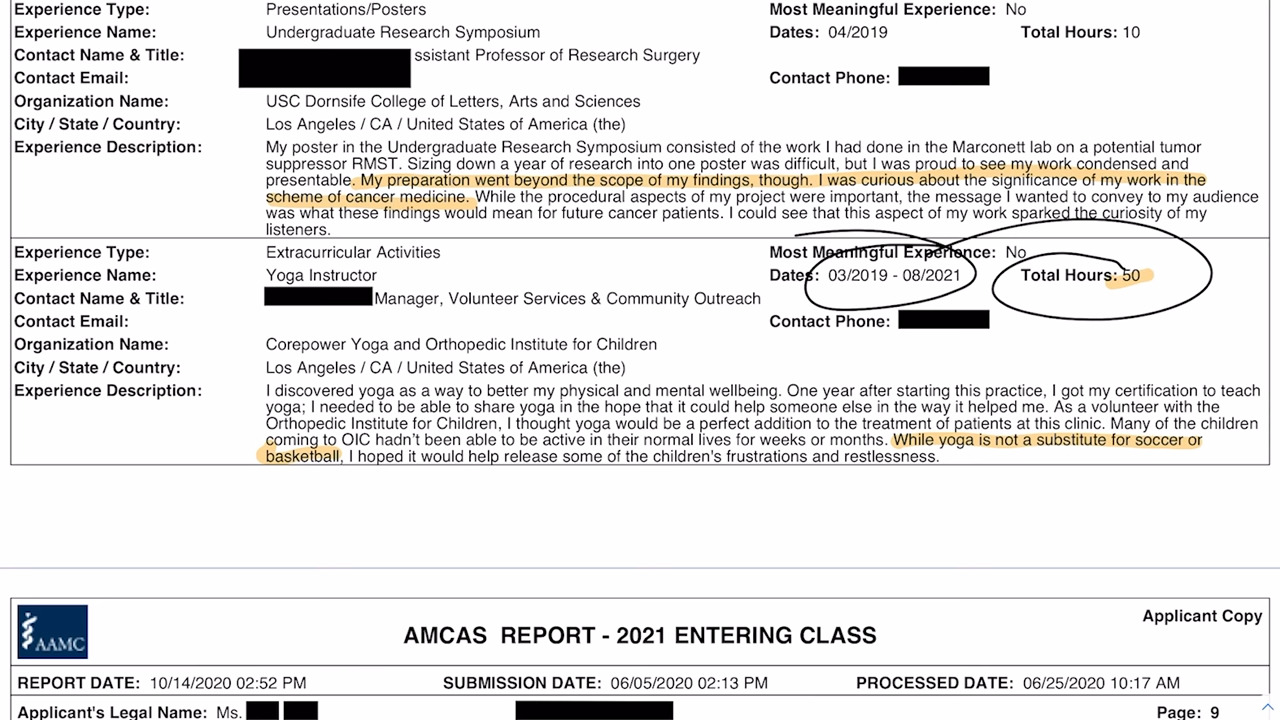 Experience Type: Presentations/Posters Most Meaningful Experience: No
Experience Name: Undergraduate Research Symposium Dates: 04/2019 Total Hours: 10
Contact Name & Title: ssistant Professor of Research Surgery
Contact Email: Contact Phone:
Organization Name: USC Dornsife College of Letters, Arts and Sciences
City / State / Country: Los Angeles / CA / United States of America (the)
Experience Description: My poster in the Undergraduate Research Symposium consisted of the work I had done in the Marconett lab on a potential tumor
suppressor RMST. Sizing down a year of research into one poster was difficult, but I was proud to see my work condensed and
presentable. My preparation went beyond the scope of my findings, though. I was curious about the significance of my work in the
scheme of cancer medicine. While the procedural aspects of my project were important, the message I wanted to convey to my audience
was what these findings would mean for future cancer patients. I could see that this aspect of my work sparked the curiosity of my
listeners.
Experience Type: Extracurricular Activities Most Meaningful Experience: No
Experience Name: Yoga Instructor Dates: 03/2019 - 08/2021 Total Hours: 50
Contact Name & Title: Manager, Volunteer Services & Community Outreach
Contact Email: Contact Phone:
Organization Name: Corepower Yoga and Orthopedic Institute for Children
City / State / Country: Los Angeles / CA / United States of America (the)
Experience Description: I discovered yoga as a way to better my physical and mental wellbeing. One year after starting this practice, I got my certification to teach
yoga; I needed to be able to share yoga in the hope that it could help someone else in the way it helped me. As a volunteer with the
Orthopedic Institute for Children, I thought yoga would be a perfect addition to the treatment of patients at this clinic. Many of the children
coming to OIC hadn't been able to be active in their normal lives for weeks or months. While yoga is not a substitute for soccer or
basketball, I hoped it would help release some of the children's frustrations and restlessness.
Applicant Copy
AAMC
AMCAS REPORT - 2021 ENTERING CLASS
REPORT DATE: 10/14/2020 02:52 PM SUBMISSION DATE: 06/05/2020 02:13 PM PROCESSED DATE: 06/25/2020 10:17 AM
Applicant's Legal Name: Ms. Page: 9